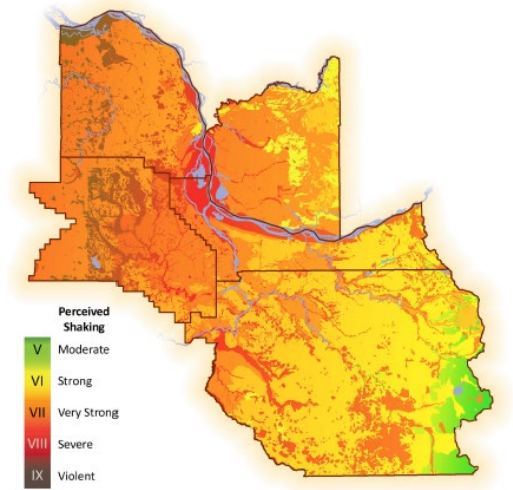 Perceived
Shaking
V Moderate
VI Strong
VII Very Strong
VIII Severe
IX Violent